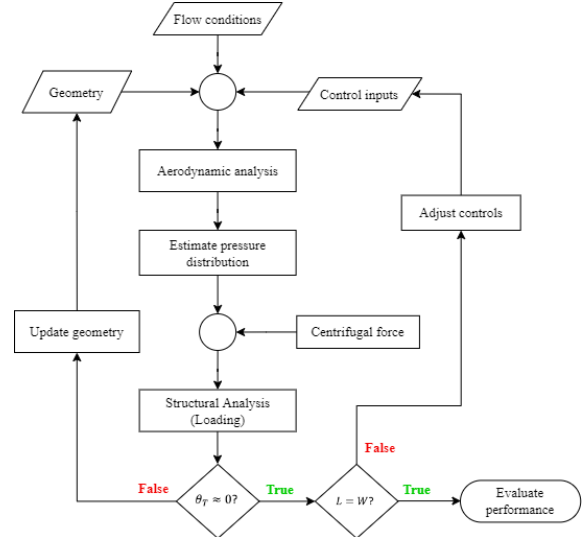 Flow conditions
Geometry
Control inputs
Aerodynamic analysis
Adjust controls
Estimate pressure
distribution
Update geometry
Centrifugal force
Structural Analysis
(Loading)
False
False
θ_T ≈ 0?
True
L = W?
True
Evaluate
performance